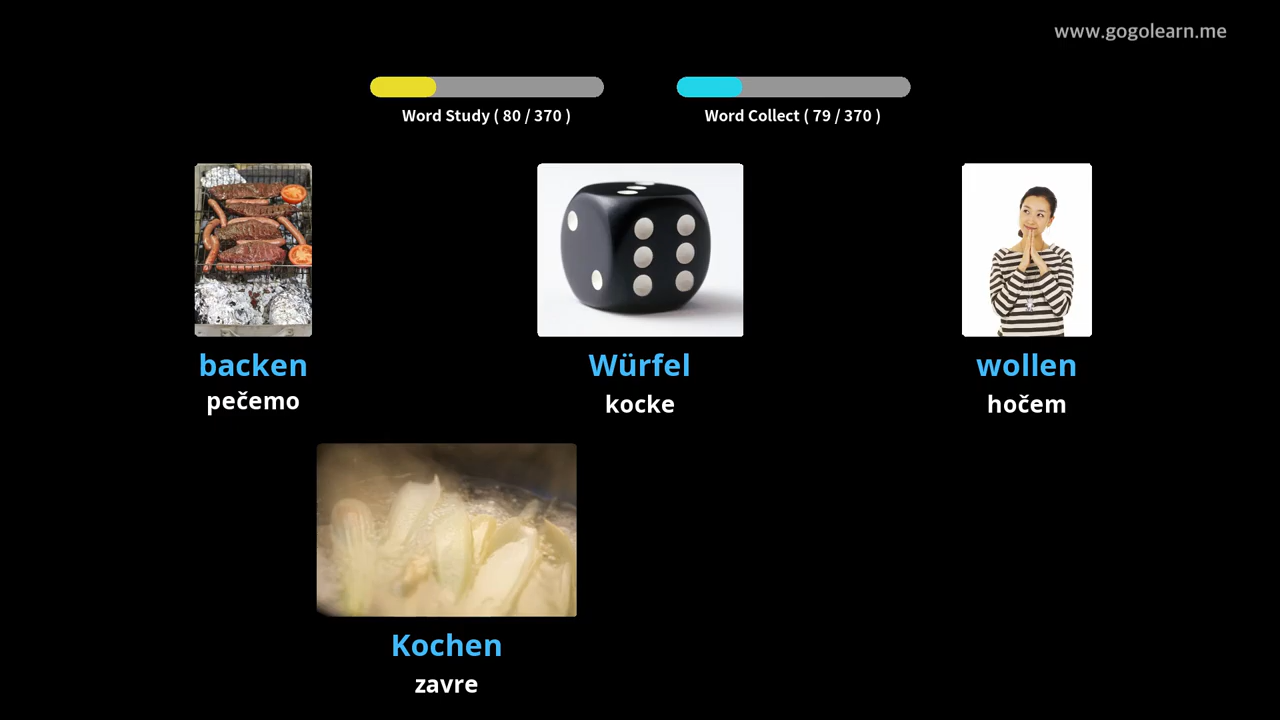 www.gogolearn.me
Word Study ( 80 / 370 )
Word Collect ( 79 / 370 )
backen
pečemo
Würfel
kocke
wollen
hočem
Kochen
zavre